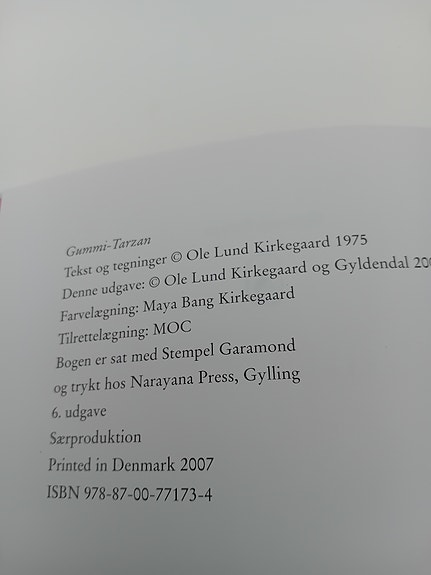 Gummi-Tarzan
Tekst og tegninger © Ole Lund Kirkegaard 1975
Denne udgave: © Ole Lund Kirkegaard og Gyldendal 200
Farvelægning: Maya Bang Kirkegaard
Tilrettelægning: MOC
Bogen er sat med Stempel Garamond
og trykt hos Narayana Press, Gylling
6. udgave
Særproduktion
Printed in Denmark 2007
ISBN 978-87-00-77173-4